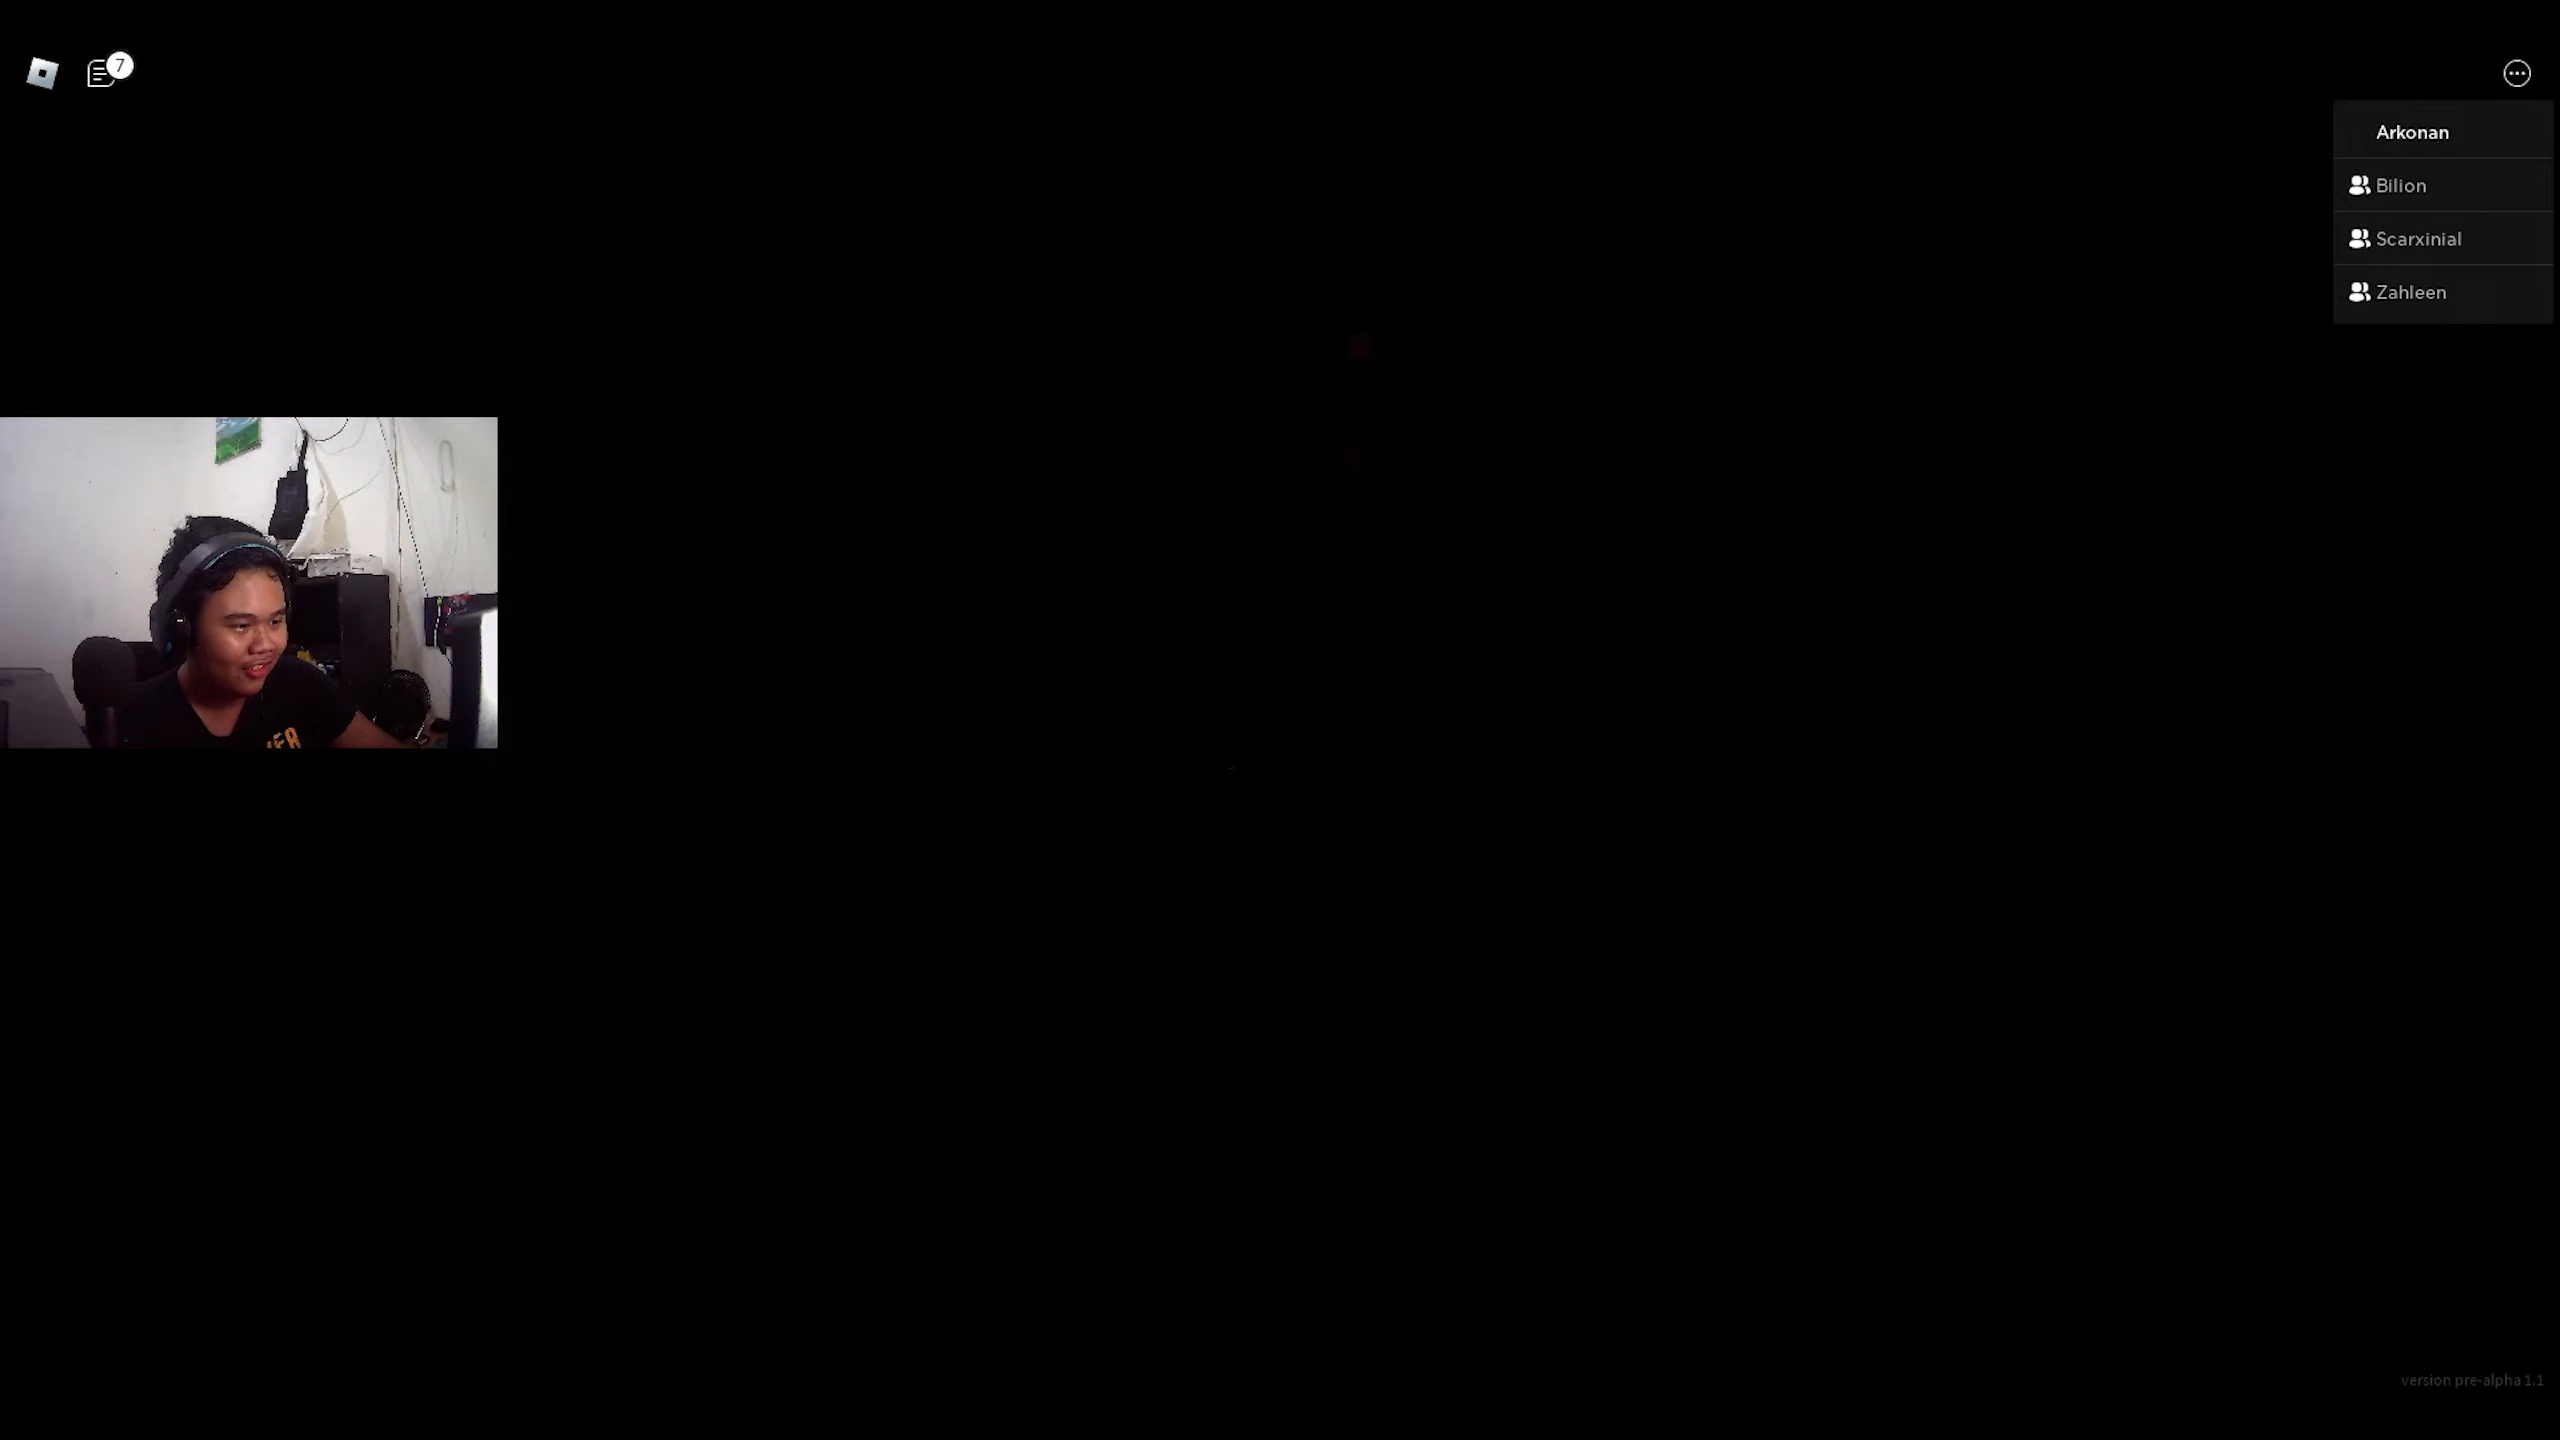 7
Arkonan
Bilion
Scarxinial
Zahleen
version pre-alpha 1.1